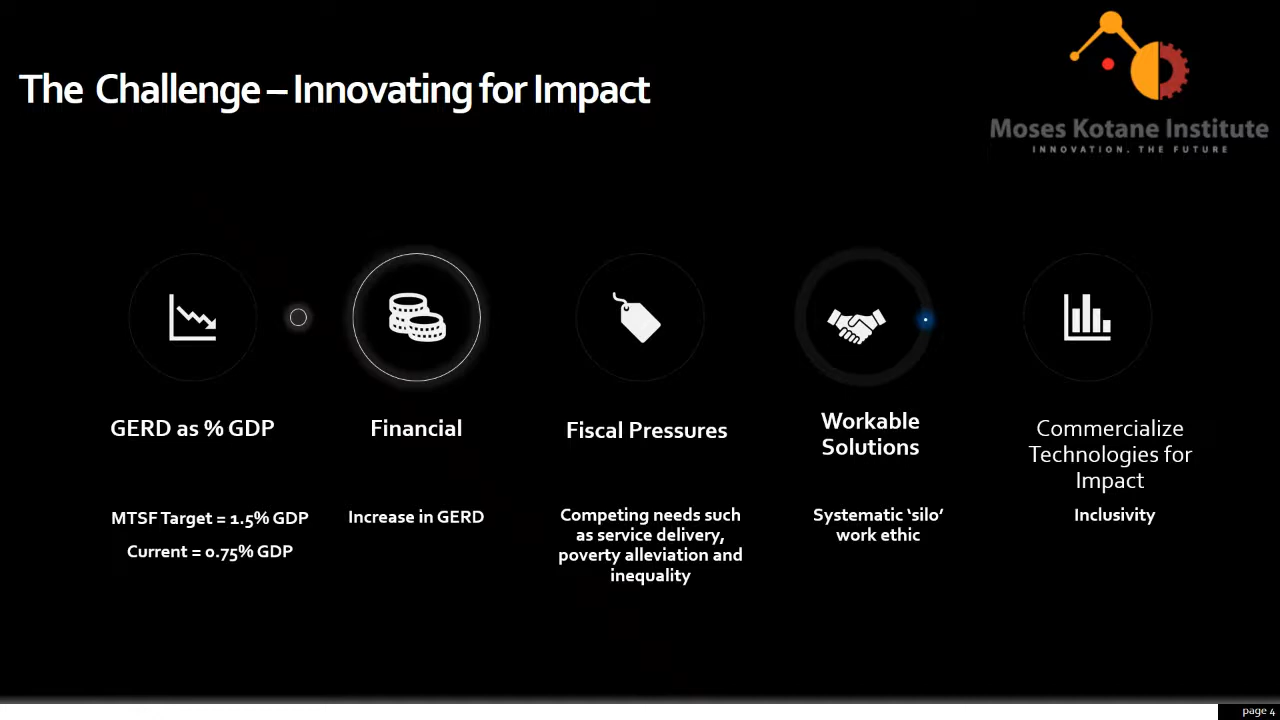 The Challenge – Innovating for Impact
Moses Kotane Institute
INNOVATION. THE FUTURE
GERD as % GDP
MTSF Target = 1.5% GDP
Current = 0.75% GDP
Financial
Increase in GERD
Fiscal Pressures
Competing needs such
as service delivery,
poverty alleviation and
inequality
Workable
Solutions
Systematic ‘silo’
work ethic
Commercialize
Technologies for
Impact
Inclusivity
page 4